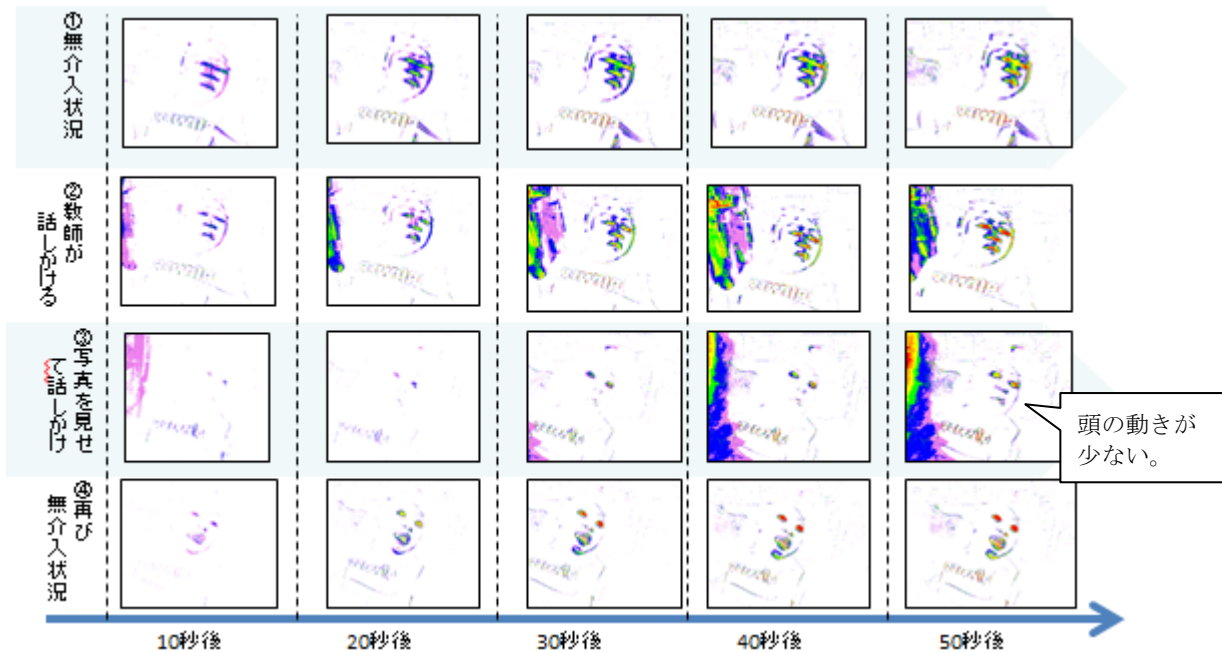 ①無介入状況
②教師が
話しかける
③写真を見せ
て話しかけ
頭の動きが
少ない。
④再び
無介入状況
10秒後
20秒後
30秒後
40秒後
50秒後